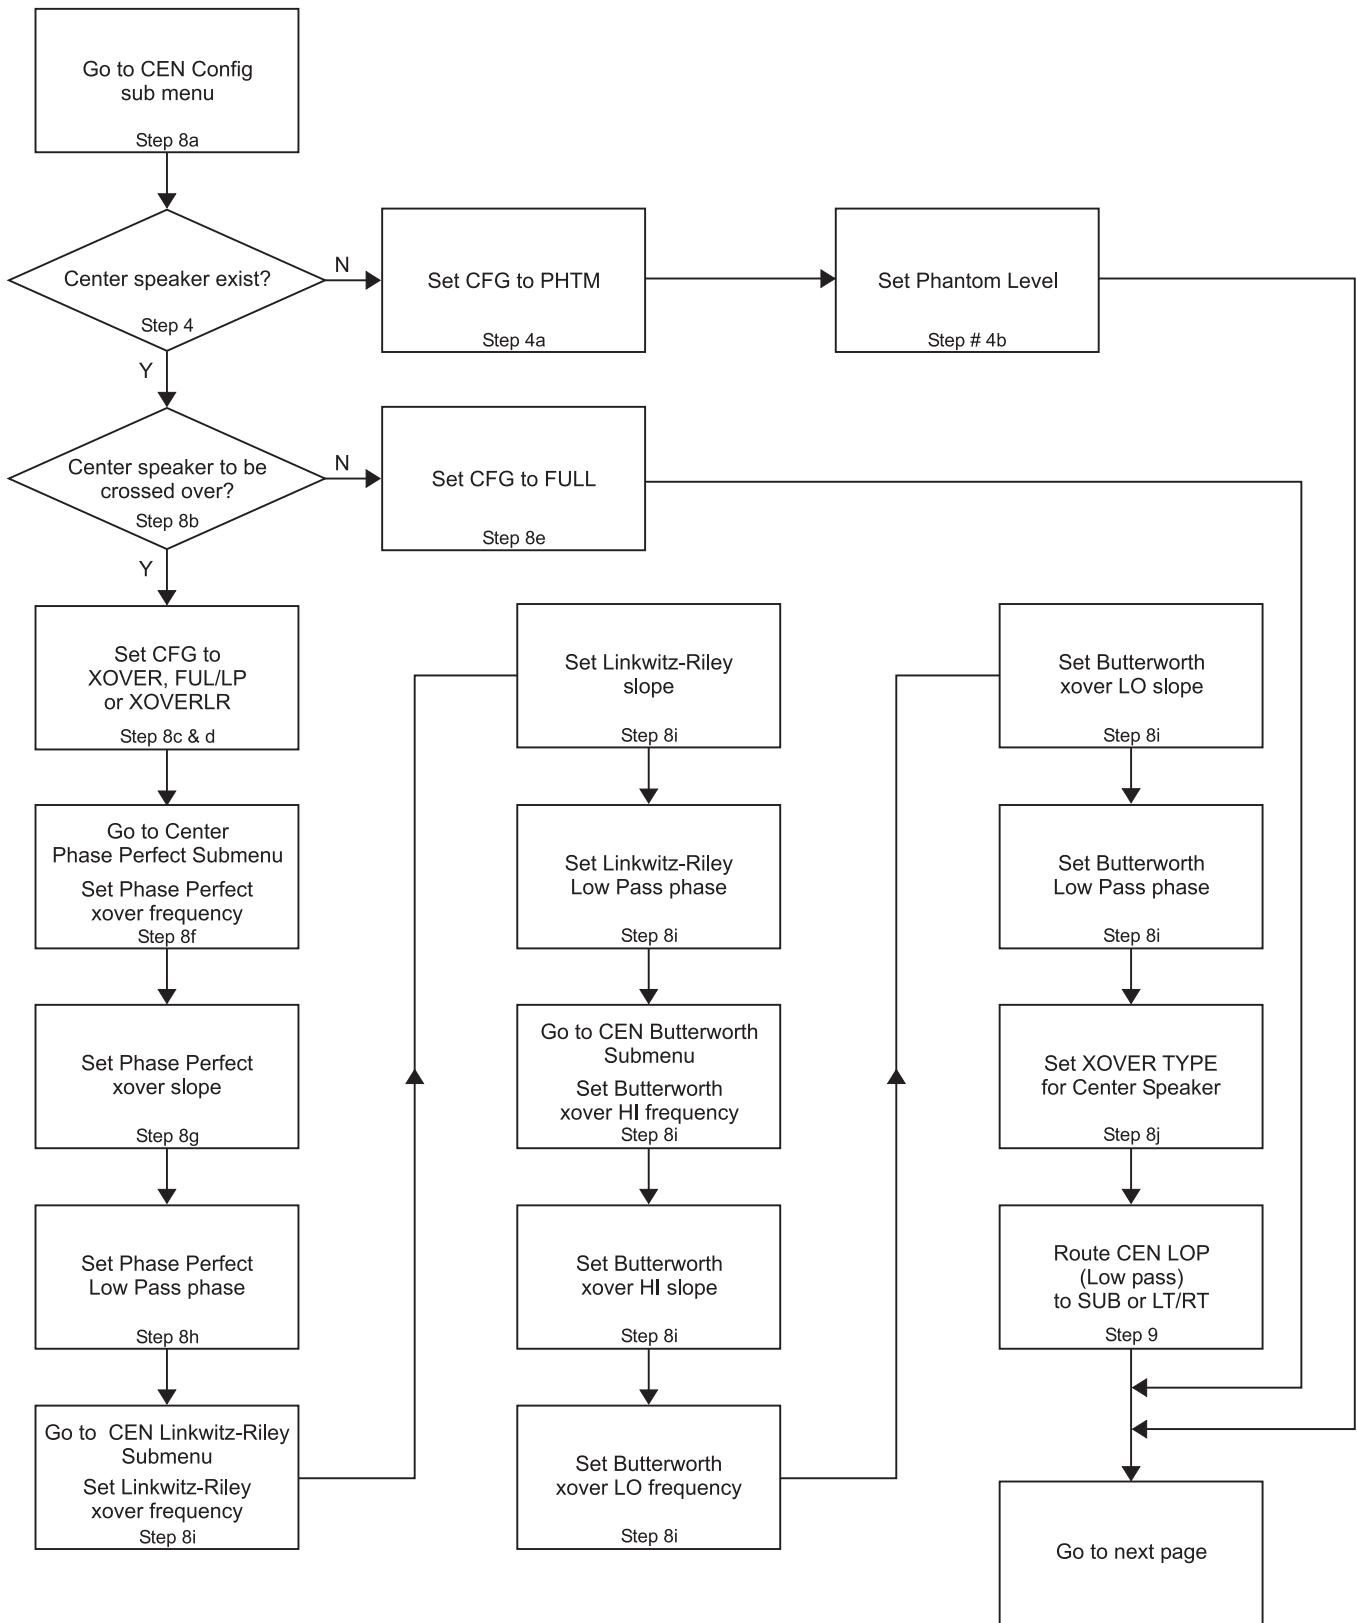 Go to CEN Config
sub menu
Step 8a
Center speaker exist?
Step 4
N
Set CFG to PHTM
Step 4a
Set Phantom Level
Step # 4b
Y
Center speaker to be
crossed over?
Step 8b
N
Set CFG to FULL
Step 8e
Y
Set CFG to
XOVER, FUL/LP
or XOVERLR
Step 8c & d
Go to Center
Phase Perfect Submenu
Set Phase Perfect
xover frequency
Step 8f
Set Phase Perfect
xover slope
Step 8g
Set Phase Perfect
Low Pass phase
Step 8h
Go to CEN Linkwitz-Riley
Submenu
Set Linkwitz-Riley
xover frequency
Step 8i
Set Linkwitz-Riley
slope
Step 8i
Set Linkwitz-Riley
Low Pass phase
Step 8i
Go to CEN Butterworth
Submenu
Set Butterworth
xover HI frequency
Step 8i
Set Butterworth
xover HI slope
Step 8i
Set Butterworth
xover LO frequency
Step 8i
Set Butterworth
xover LO slope
Step 8i
Set Butterworth
Low Pass phase
Step 8i
Set XOVER TYPE
for Center Speaker
Step 8j
Route CEN LOP
(Low pass)
to SUB or LT/RT
Step 9
Go to next page